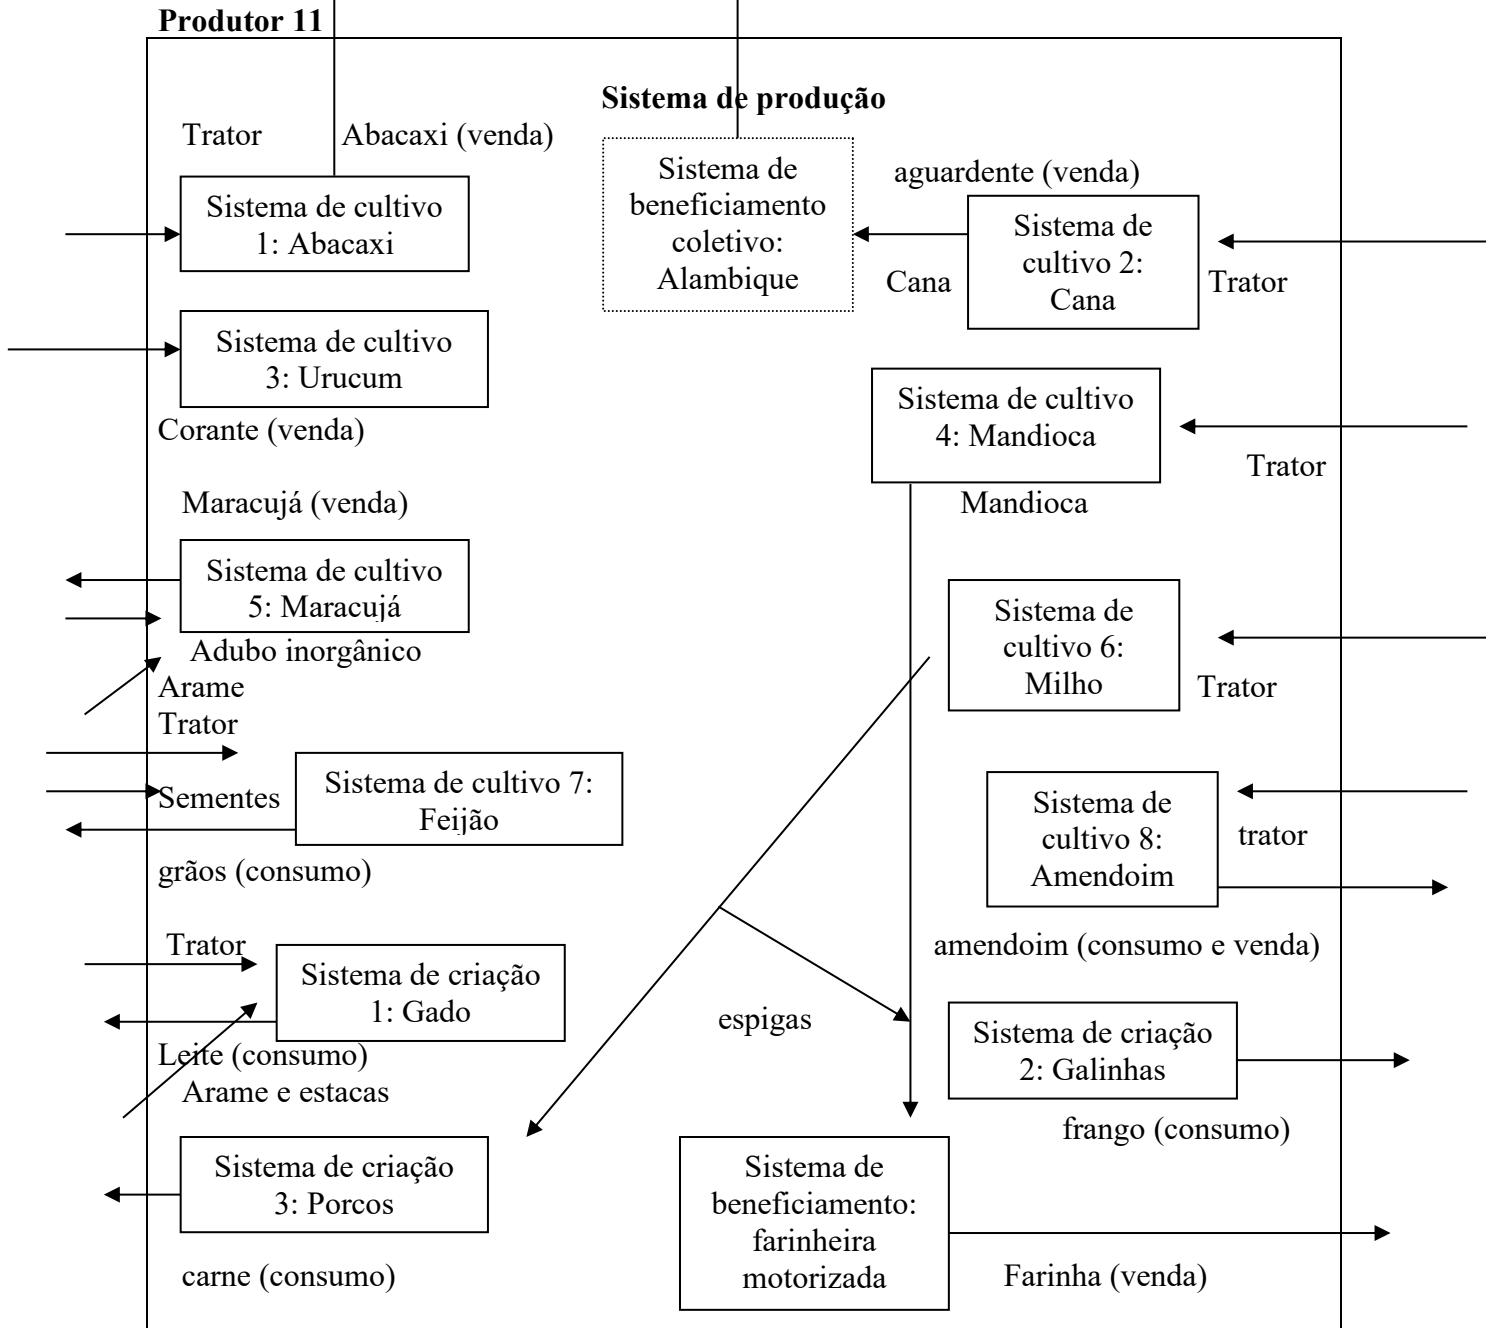 Produtor 11
Sistema de produção
Trator
Abacaxi (venda)
Sistema de cultivo
1: Abacaxi
Sistema de
beneficiamento
coletivo:
Alambique
aguardente (venda)
Cana
Sistema de
cultivo 2:
Cana
Trator
Sistema de cultivo
3: Urucum
Corante (venda)
Sistema de cultivo
4: Mandioca
Trator
Mandioca
Maracujá (venda)
Sistema de cultivo
5: Maracujá
Adubo inorgânico
Arame
Trator
Sistema de
cultivo 6:
Milho
Trator
Sementes
Sistema de cultivo 7:
Feijão
grãos (consumo)
Sistema de
cultivo 8:
Amendoim
trator
amendoim (consumo e venda)
Trator
Sistema de criação
1: Gado
Leite (consumo)
Arame e estacas
espigas
Sistema de criação
2: Galinhas
frango (consumo)
Sistema de criação
3: Porcos
carne (consumo)
Sistema de
beneficiamento:
farinheira
motorizada
Farinha (venda)